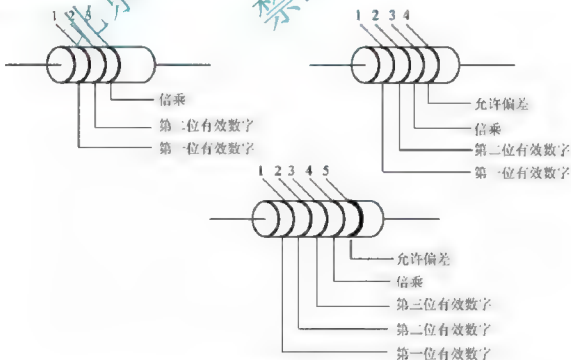 1 2 3
倍乘
第二位有效数字
第一位有效数字
1 2 3 4
允许偏差
倍乘
第二位有效数字
第一位有效数字
1 2 3 4 5
允许偏差
倍乘
第三位有效数字
第二位有效数字
第一位有效数字